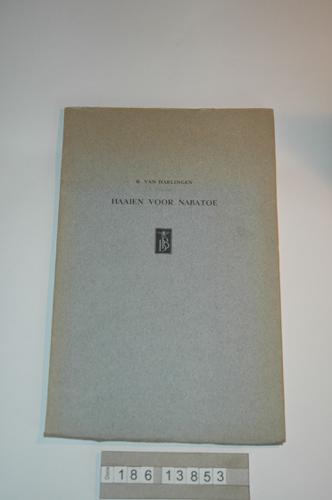 R. VAN HARLINGEN
HAAIEN VOOR NABATOE
186 13853